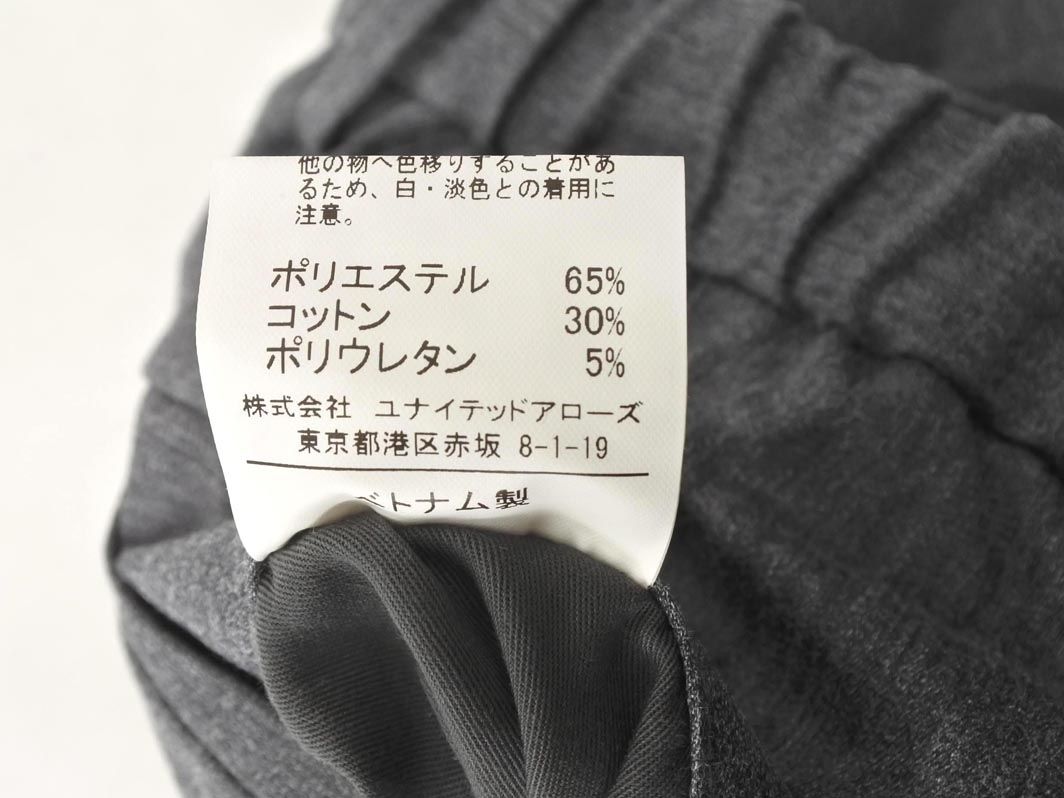 他の物へ色移りすることがあ
るため、白・淡色との着用に
注意。
ポリエステル 65%
コットン 30%
ポリウレタン 5%
株式会社 ユナイテッドアローズ
東京都港区赤坂 8-1-19
ベトナム製